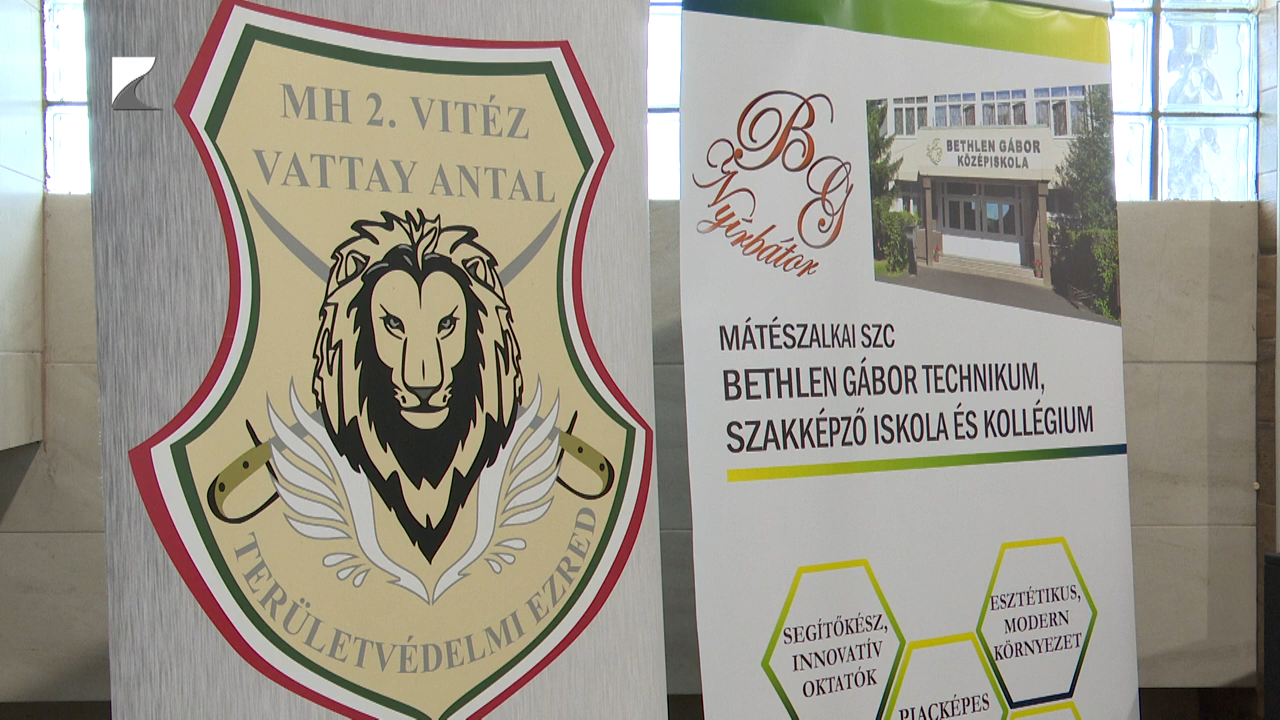 MH 2. VITÉZ
VATTAY ANTAL
TERÜLETVÉDELMI EZRED
BG
Nyírbátor
BETHLEN GÁBOR
KÖZÉPISKOLA
MÁTÉSZALKAI SZC
BETHLEN GÁBOR TECHNIKUM,
SZAKKÉPZŐ ISKOLA ÉS KOLLÉGIUM
SEGÍTŐKÉSZ,
INNOVATÍV
OKTATÓK
ESZTÉTIKUS,
MODERN
KÖRNYEZET
PIACKÉPES